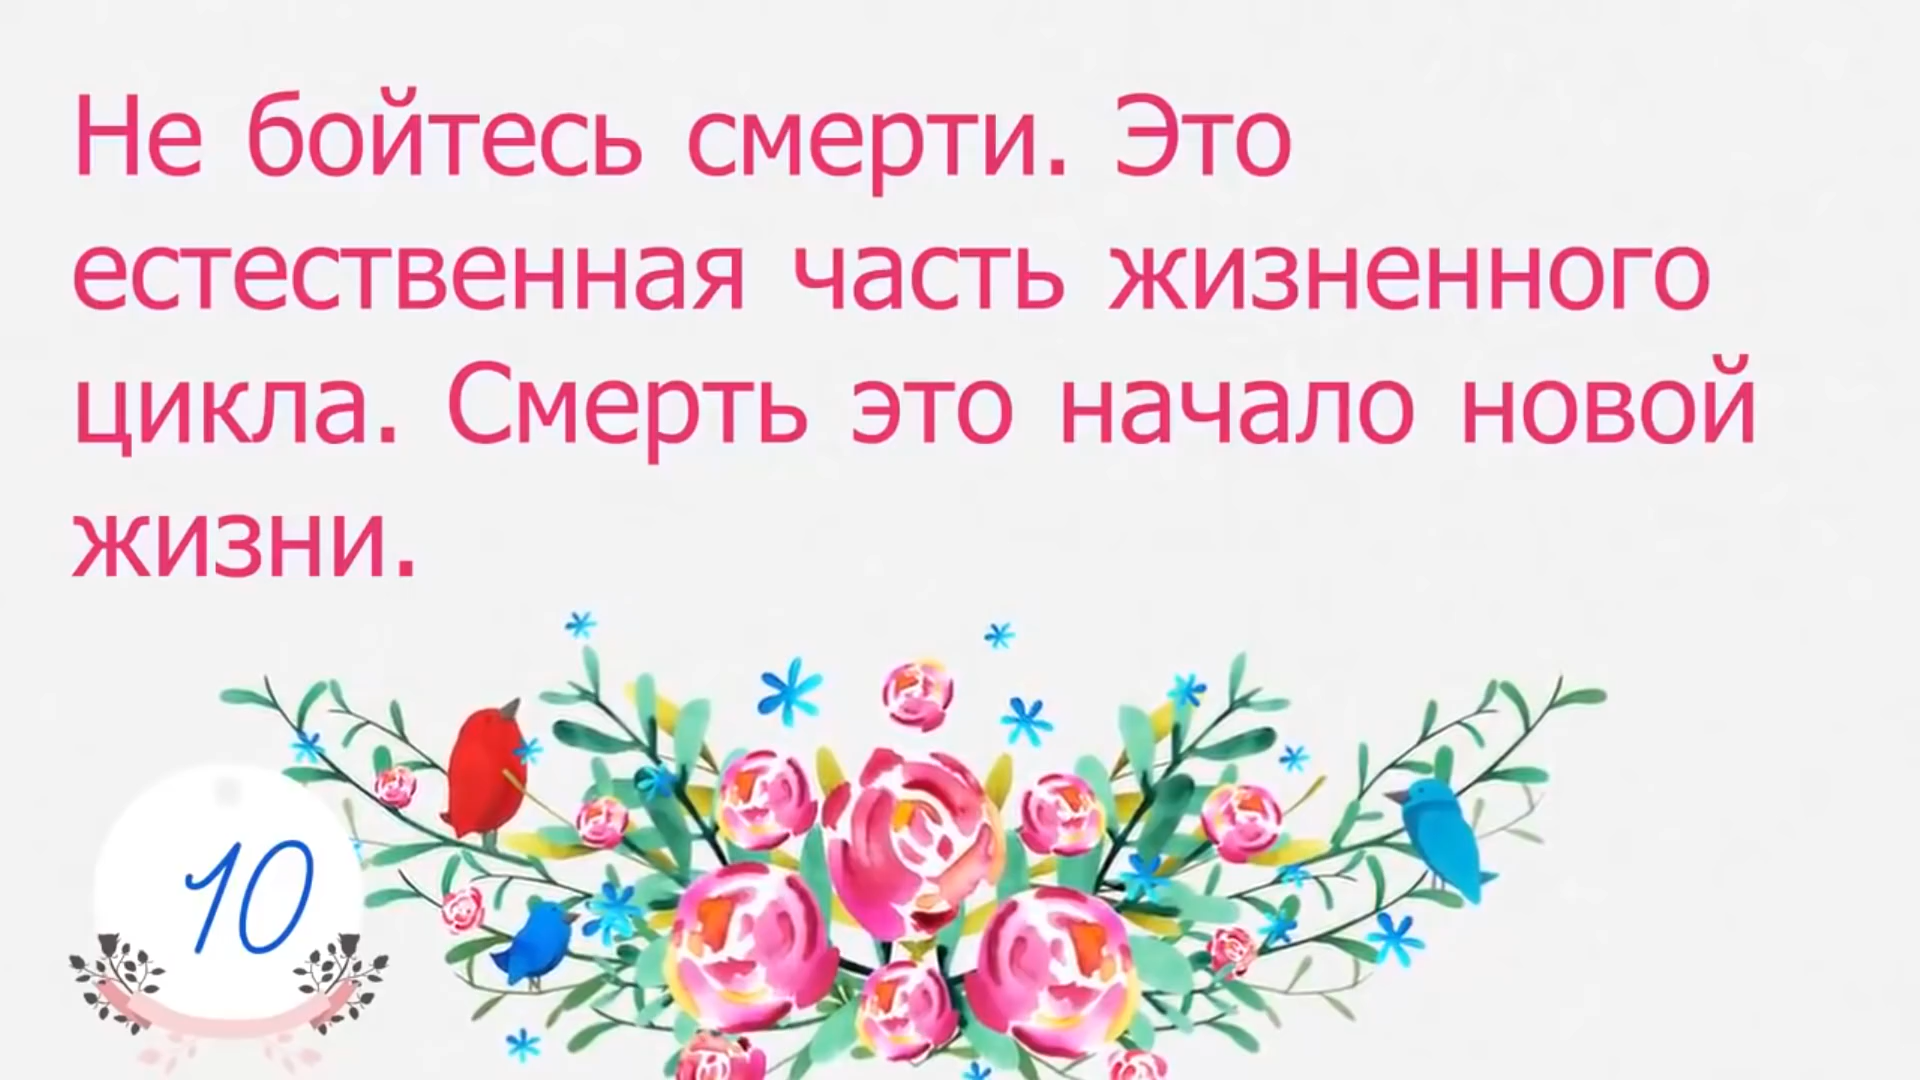 Не бойтесь смерти. Это
естественная часть жизненного
цикла. Смерть это начало новой
жизни.
10